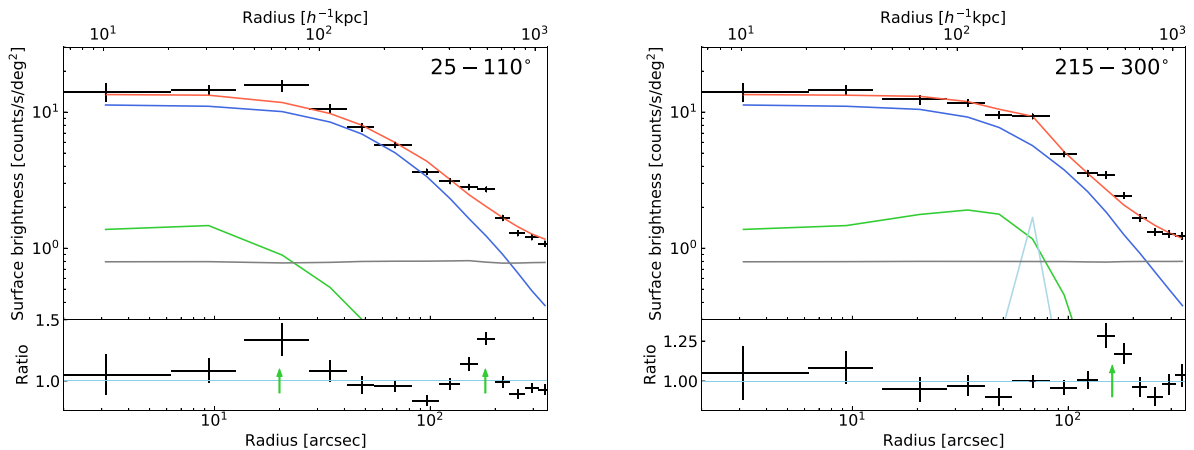 Radius [h⁻¹kpc]
10¹ 10² 10³
25 − 110°
Surface brightness [counts/s/deg²]
10¹
10⁰
1.5
1.0
Ratio
10¹ 10²
Radius [arcsec]
Radius [h⁻¹kpc]
10¹ 10² 10³
215 − 300°
Surface brightness [counts/s/deg²]
10¹
10⁰
1.25
1.00
Ratio
10¹ 10²
Radius [arcsec]